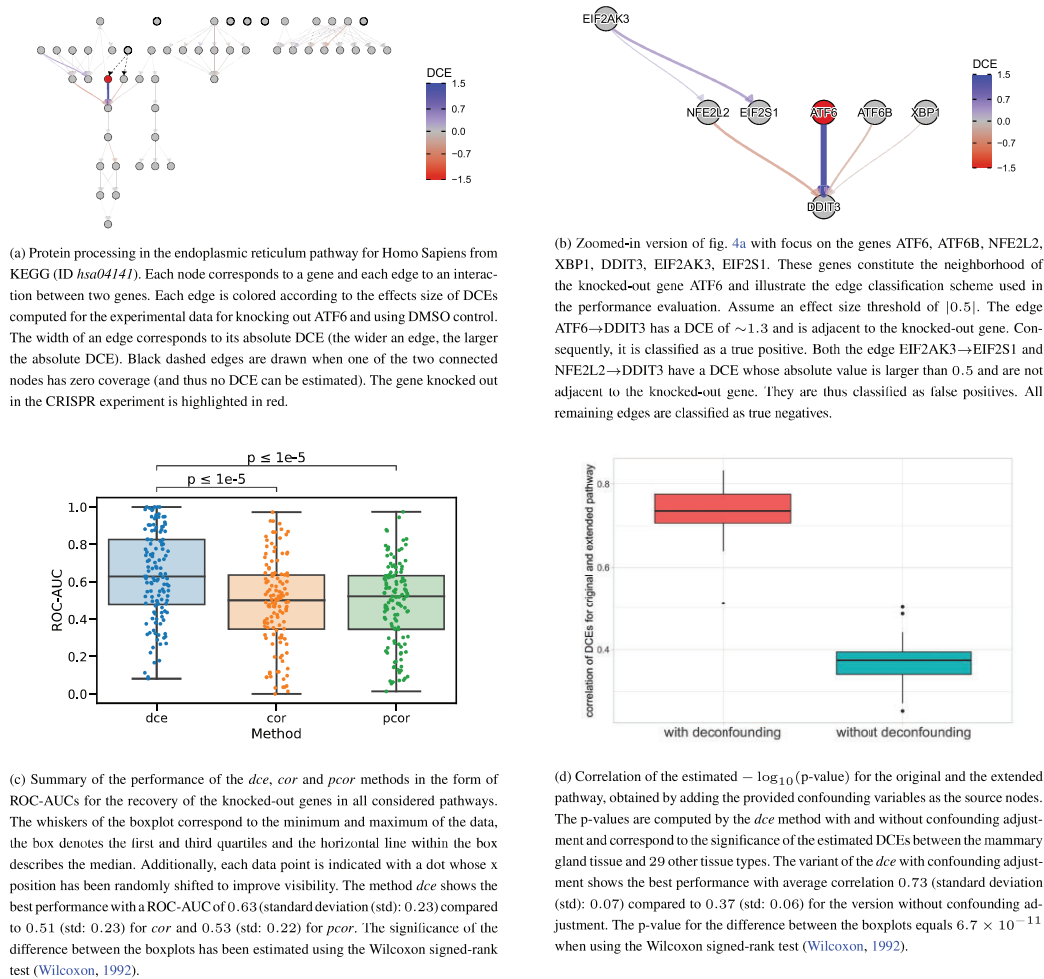 DCE
1.5
0.7
0.0
−0.7
−1.5
EIF2AK3
NFE2L2
EIF2S1
ATF6
ATF6B
XBP1
DDIT3
DCE
1.5
0.7
0.0
−0.7
−1.5
(a) Protein processing in the endoplasmic reticulum pathway for Homo Sapiens from
KEGG (ID hsa04141). Each node corresponds to a gene and each edge to an interac-
tion between two genes. Each edge is colored according to the effects size of DCEs
computed for the experimental data for knocking out ATF6 and using DMSO control.
The width of an edge corresponds to its absolute DCE (the wider an edge, the larger
the absolute DCE). Black dashed edges are drawn when one of the two connected
nodes has zero coverage (and thus no DCE can be estimated). The gene knocked out
in the CRISPR experiment is highlighted in red.
(b) Zoomed-in version of fig. 4a with focus on the genes ATF6, ATF6B, NFE2L2,
XBP1, DDIT3, EIF2AK3, EIF2S1. These genes constitute the neighborhood of
the knocked-out gene ATF6 and illustrate the edge classification scheme used in
the performance evaluation. Assume an effect size threshold of |0.5|. The edge
ATF6→DDIT3 has a DCE of ∼1.3 and is adjacent to the knocked-out gene. Con-
sequently, it is classified as a true positive. Both the edge EIF2AK3→EIF2S1 and
NFE2L2→DDIT3 have a DCE whose absolute value is larger than 0.5 and are not
adjacent to the knocked-out gene. They are thus classified as false positives. All
remaining edges are classified as true negatives.
p ≤ 1e-5
p ≤ 1e-5
ROC-AUC
1.0
0.8
0.6
0.4
0.2
0.0
dce
cor
pcor
Method
correlation of DCEs for original and extended pathway
0.8
0.6
0.4
with deconfounding
without deconfounding
(c) Summary of the performance of the dce, cor and pcor methods in the form of
ROC-AUCs for the recovery of the knocked-out genes in all considered pathways.
The whiskers of the boxplot correspond to the minimum and maximum of the data,
the box denotes the first and third quartiles and the horizontal line within the box
describes the median. Additionally, each data point is indicated with a dot whose x
position has been randomly shifted to improve visibility. The method dce shows the
best performance with a ROC-AUC of 0.63 (standard deviation (std): 0.23) compared
to 0.51 (std: 0.23) for cor and 0.53 (std: 0.22) for pcor. The significance of the
difference between the boxplots has been estimated using the Wilcoxon signed-rank
test (Wilcoxon, 1992).
(d) Correlation of the estimated − log10(p-value) for the original and the extended
pathway, obtained by adding the provided confounding variables as the source nodes.
The p-values are computed by the dce method with and without confounding adjust-
ment and correspond to the significance of the estimated DCEs between the mammary
gland tissue and 29 other tissue types. The variant of the dce with confounding adjust-
ment shows the best performance with average correlation 0.73 (standard deviation
(std): 0.07) compared to 0.37 (std: 0.06) for the version without confounding ad-
justment. The p-value for the difference between the boxplots equals 6.7 × 10⁻¹¹
when using the Wilcoxon signed-rank test (Wilcoxon, 1992).